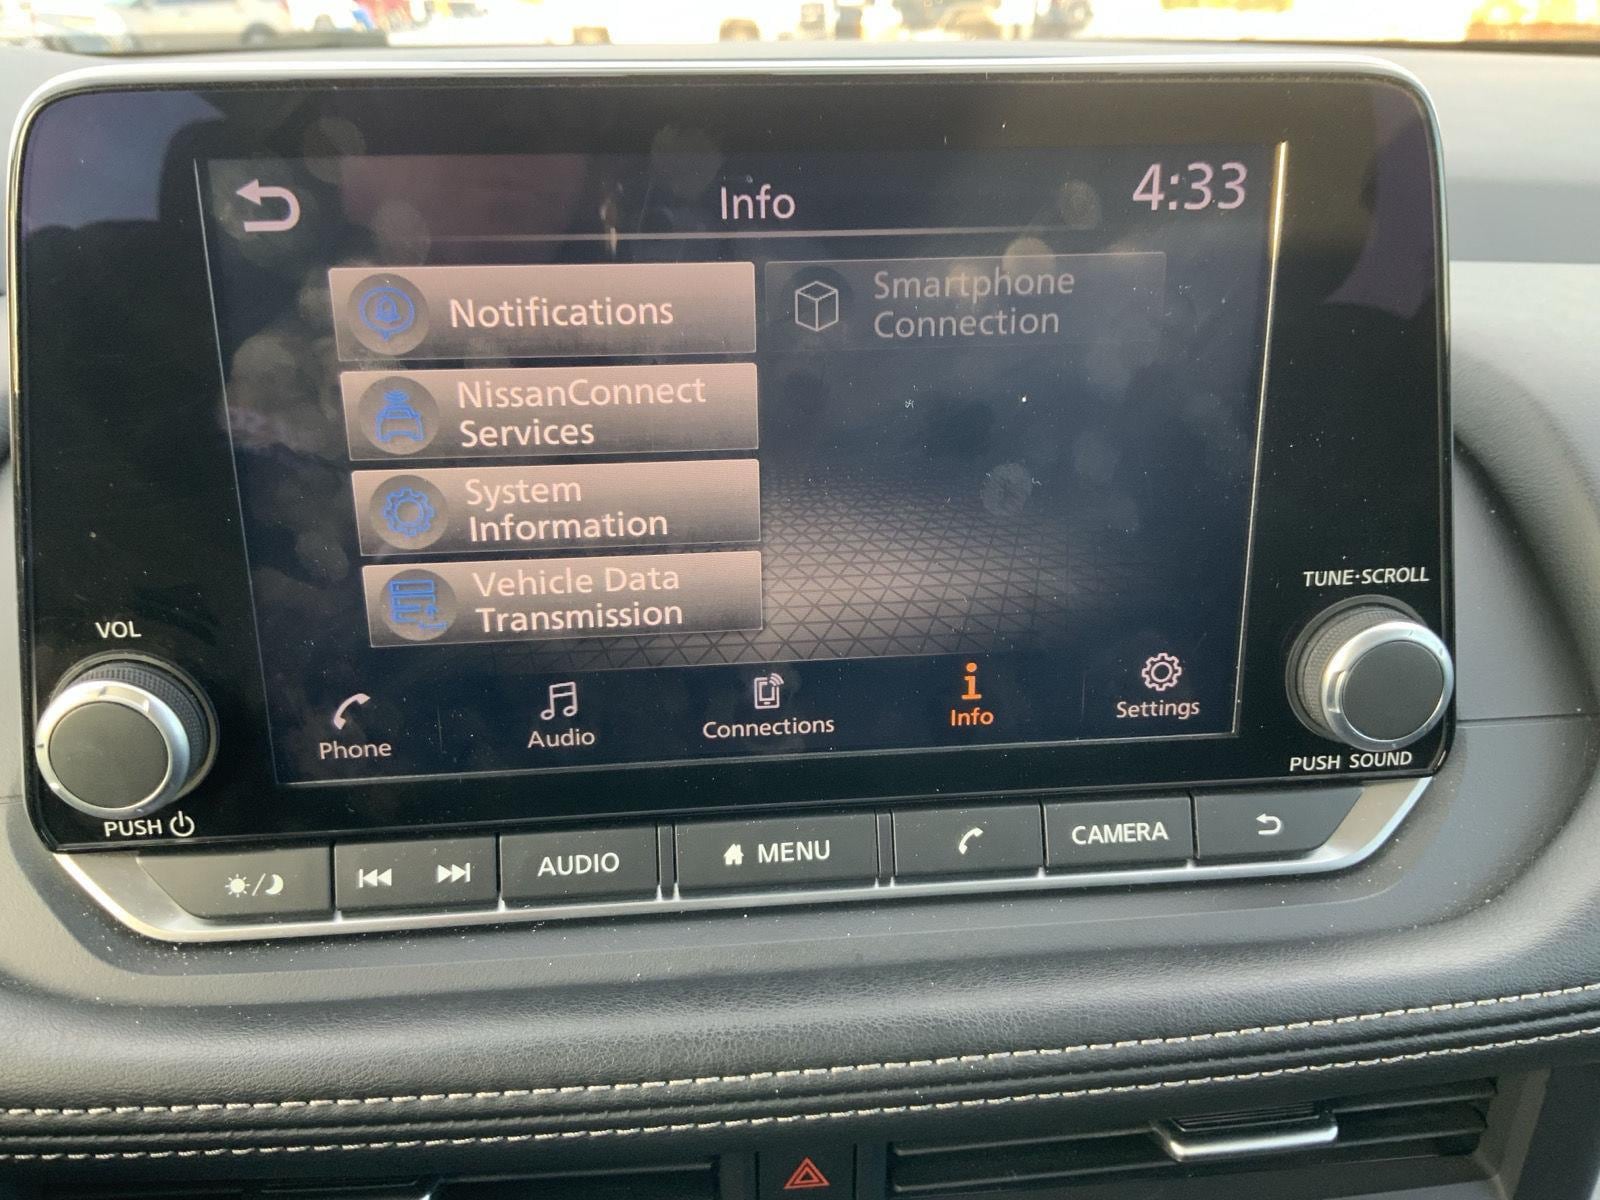 Info
4:33
Notifications
Smartphone
Connection
NissanConnect
Services
System
Information
Vehicle Data
Transmission
Phone
Audio
Connections
Info
Settings
VOL
PUSH
TUNE·SCROLL
PUSH SOUND
AUDIO
MENU
CAMERA